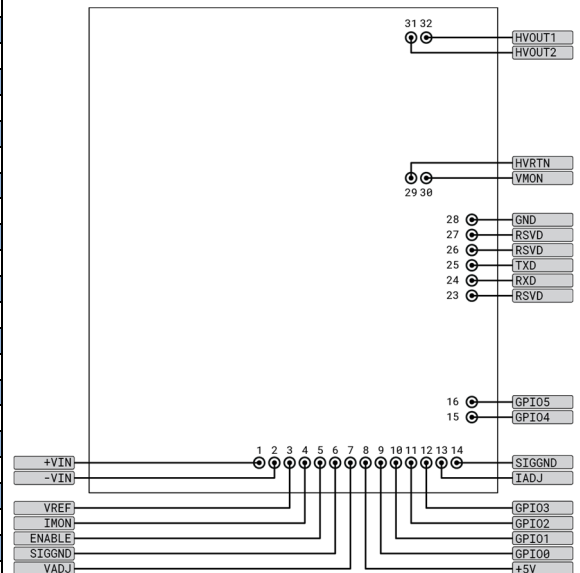 31 32
HVOUT1
HVOUT2
HVRTN
VMON
29 30
28 GND
27 RSVD
26 RSVD
25 TXD
24 RXD
23 RSVD
16 GPIO5
15 GPIO4
1 2 3 4 5 6 7 8 9 10 11 12 13 14
+VIN
SIGGND
-VIN
IADJ
VREF
GPIO3
IMON
GPIO2
ENABLE
GPIO1
SIGGND
GPIO0
VADJ
+5V